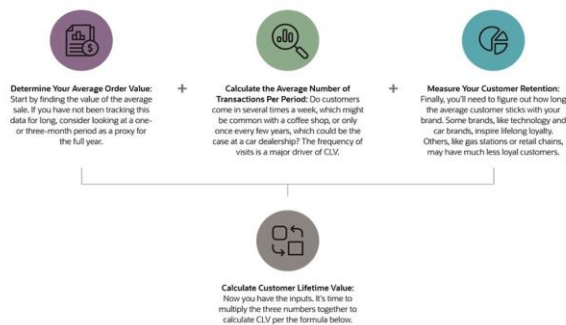 Determine Your Average Order Value:
Start by finding the value of the average
sale. If you have not been tracking this
data for long, consider looking at a one-
or three-month period as a proxy for
the full year.
+
Calculate the Average Number of
Transactions Per Period: Do customers
come in several times a week, which might
be common with a coffee shop, or only
once every few years, which could be the
case at a car dealership? The frequency of
visits is a major driver of CLV.
+
Measure Your Customer Retention:
Finally, you'll need to figure out how long
the average customer sticks with your
brand. Some brands, like technology and
car brands, inspire lifelong loyalty.
Others, like gas stations or retail chains,
may have much less loyal customers.
Calculate Customer Lifetime Value:
Now you have the inputs. It's time to
multiply the three numbers together to
calculate CLV per the formula below.